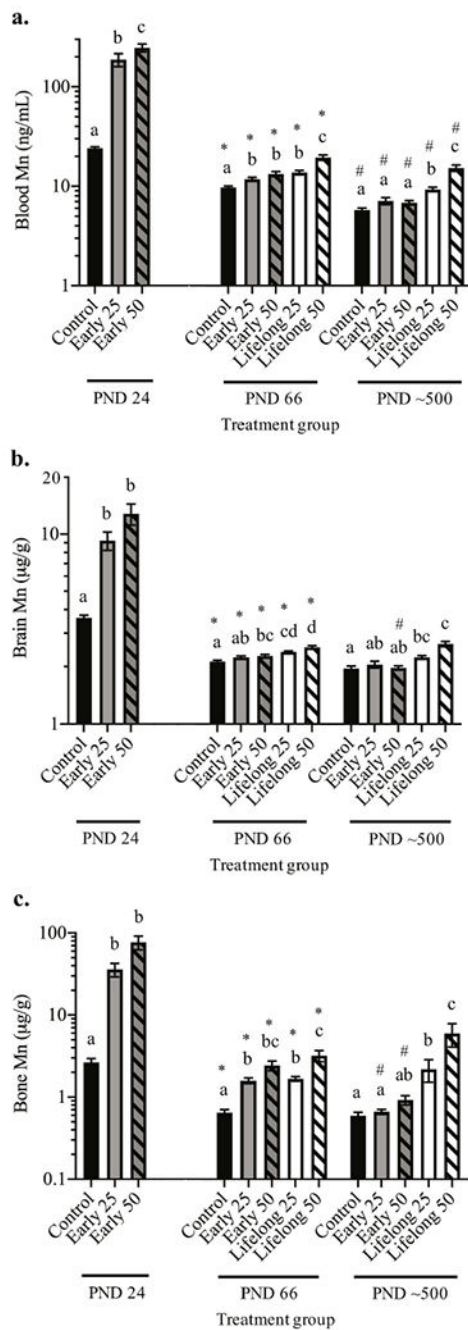 a.
Blood Mn (ng/mL)
100
10
1
a
b
c
* * * * *
a b b b c
# # # # #
a a a b c
Control
Early 25
Early 50
Control
Early 25
Early 50
Lifelong 25
Lifelong 50
Control
Early 25
Early 50
Lifelong 25
Lifelong 50
PND 24
PND 66
PND ~500
Treatment group
b.
Brain Mn (µg/g)
20
10
1
a
b
b
* * * * *
a ab bc cd d
#
a ab ab bc c
Control
Early 25
Early 50
Control
Early 25
Early 50
Lifelong 25
Lifelong 50
Control
Early 25
Early 50
Lifelong 25
Lifelong 50
PND 24
PND 66
PND ~500
Treatment group
c.
Bone Mn (µg/g)
100
10
1
0.1
a
b
b
* * * * *
a b bc b c
# #
a a ab b c
Control
Early 25
Early 50
Control
Early 25
Early 50
Lifelong 25
Lifelong 50
Control
Early 25
Early 50
Lifelong 25
Lifelong 50
PND 24
PND 66
PND ~500
Treatment group